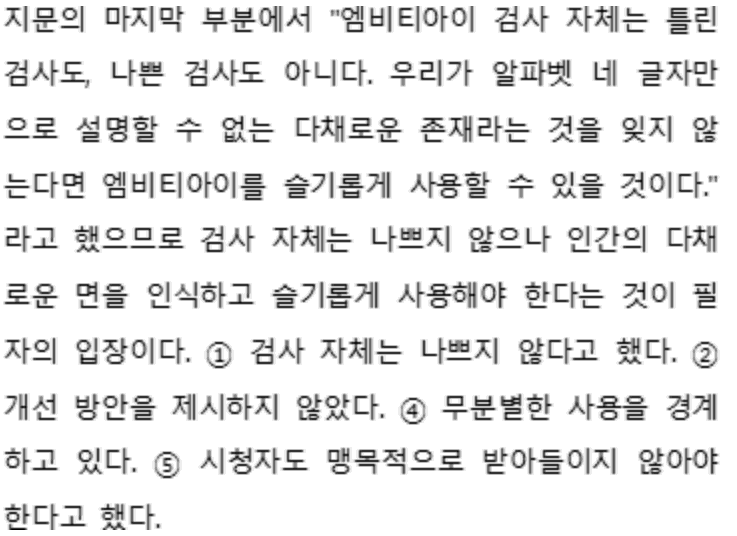 지문의 마지막 부분에서 "엠비티아이 검사 자체는 틀린
검사도, 나쁜 검사도 아니다. 우리가 알파벳 네 글자만
으로 설명할 수 없는 다채로운 존재라는 것을 잊지 않
는다면 엠비티아이를 슬기롭게 사용할 수 있을 것이다."
라고 했으므로 검사 자체는 나쁘지 않으나 인간의 다채
로운 면을 인식하고 슬기롭게 사용해야 한다는 것이 필
자의 입장이다. ① 검사 자체는 나쁘지 않다고 했다. ②
개선 방안을 제시하지 않았다. ④ 무분별한 사용을 경계
하고 있다. ⑤ 시청자도 맹목적으로 받아들이지 않아야
한다고 했다.